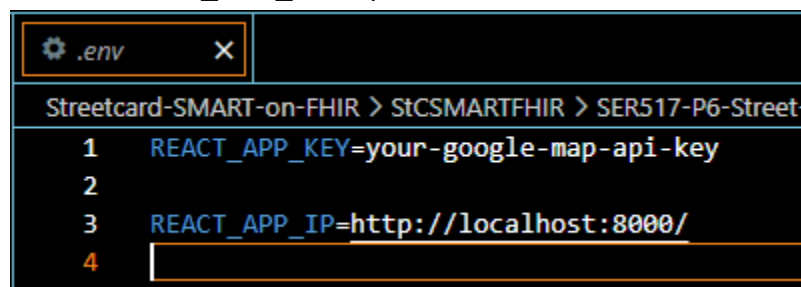 .env
Streetcard-SMART-on-FHIR > StCSMARTFHIR > SER517-P6-Street-
1 REACT_APP_KEY=your-google-map-api-key
2
3 REACT_APP_IP=http://localhost:8000/
4